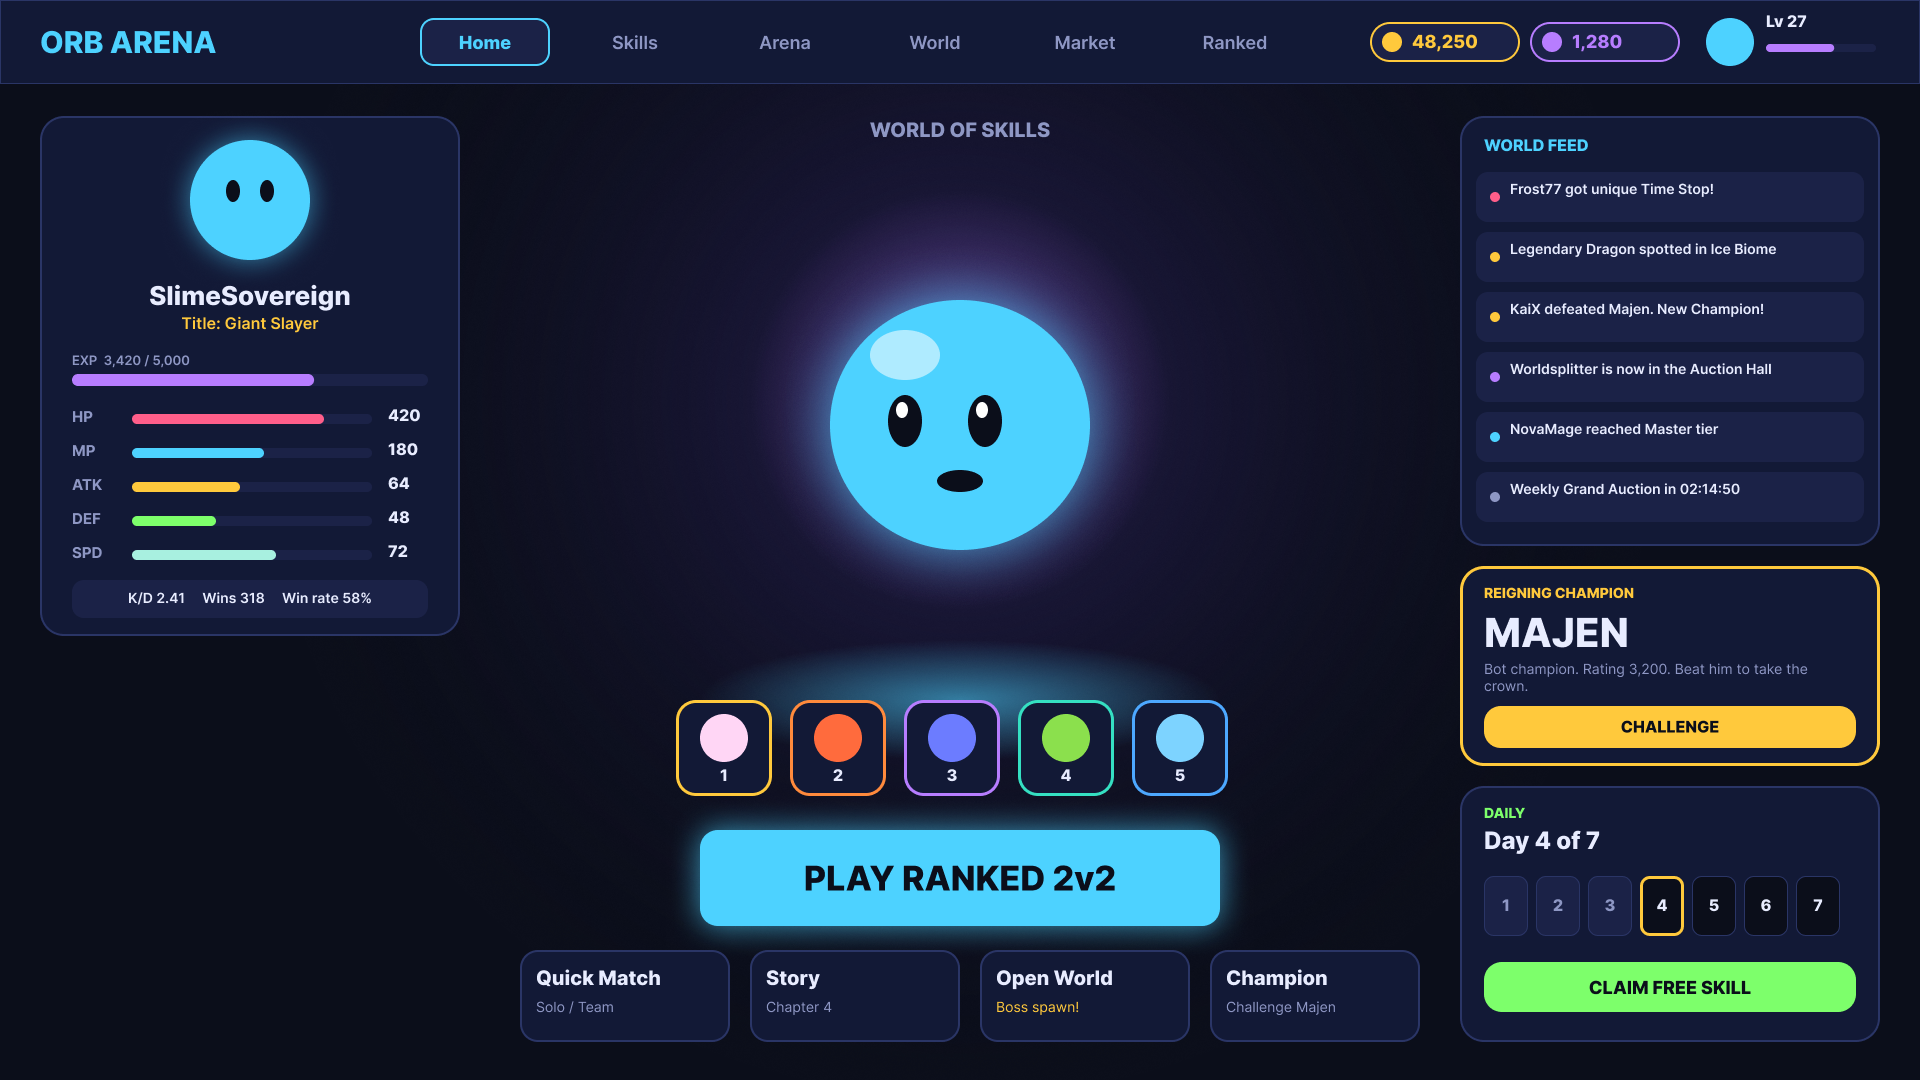 ORB ARENA
Home
Skills
Arena
World
Market
Ranked
48,250
1,280
Lv 27
SlimeSovereign
Title: Giant Slayer
EXP 3,420 / 5,000
HP 420
MP 180
ATK 64
DEF 48
SPD 72
K/D 2.41 Wins 318 Win rate 58%
WORLD OF SKILLS
1
2
3
4
5
PLAY RANKED 2v2
Quick Match
Solo / Team
Story
Chapter 4
Open World
Boss spawn!
Champion
Challenge Majen
WORLD FEED
Frost77 got unique Time Stop!
Legendary Dragon spotted in Ice Biome
KaiX defeated Majen. New Champion!
Worldsplitter is now in the Auction Hall
NovaMage reached Master tier
Weekly Grand Auction in 02:14:50
REIGNING CHAMPION
MAJEN
Bot champion. Rating 3,200. Beat him to take the
crown.
CHALLENGE
DAILY
Day 4 of 7
1
2
3
4
5
6
7
CLAIM FREE SKILL